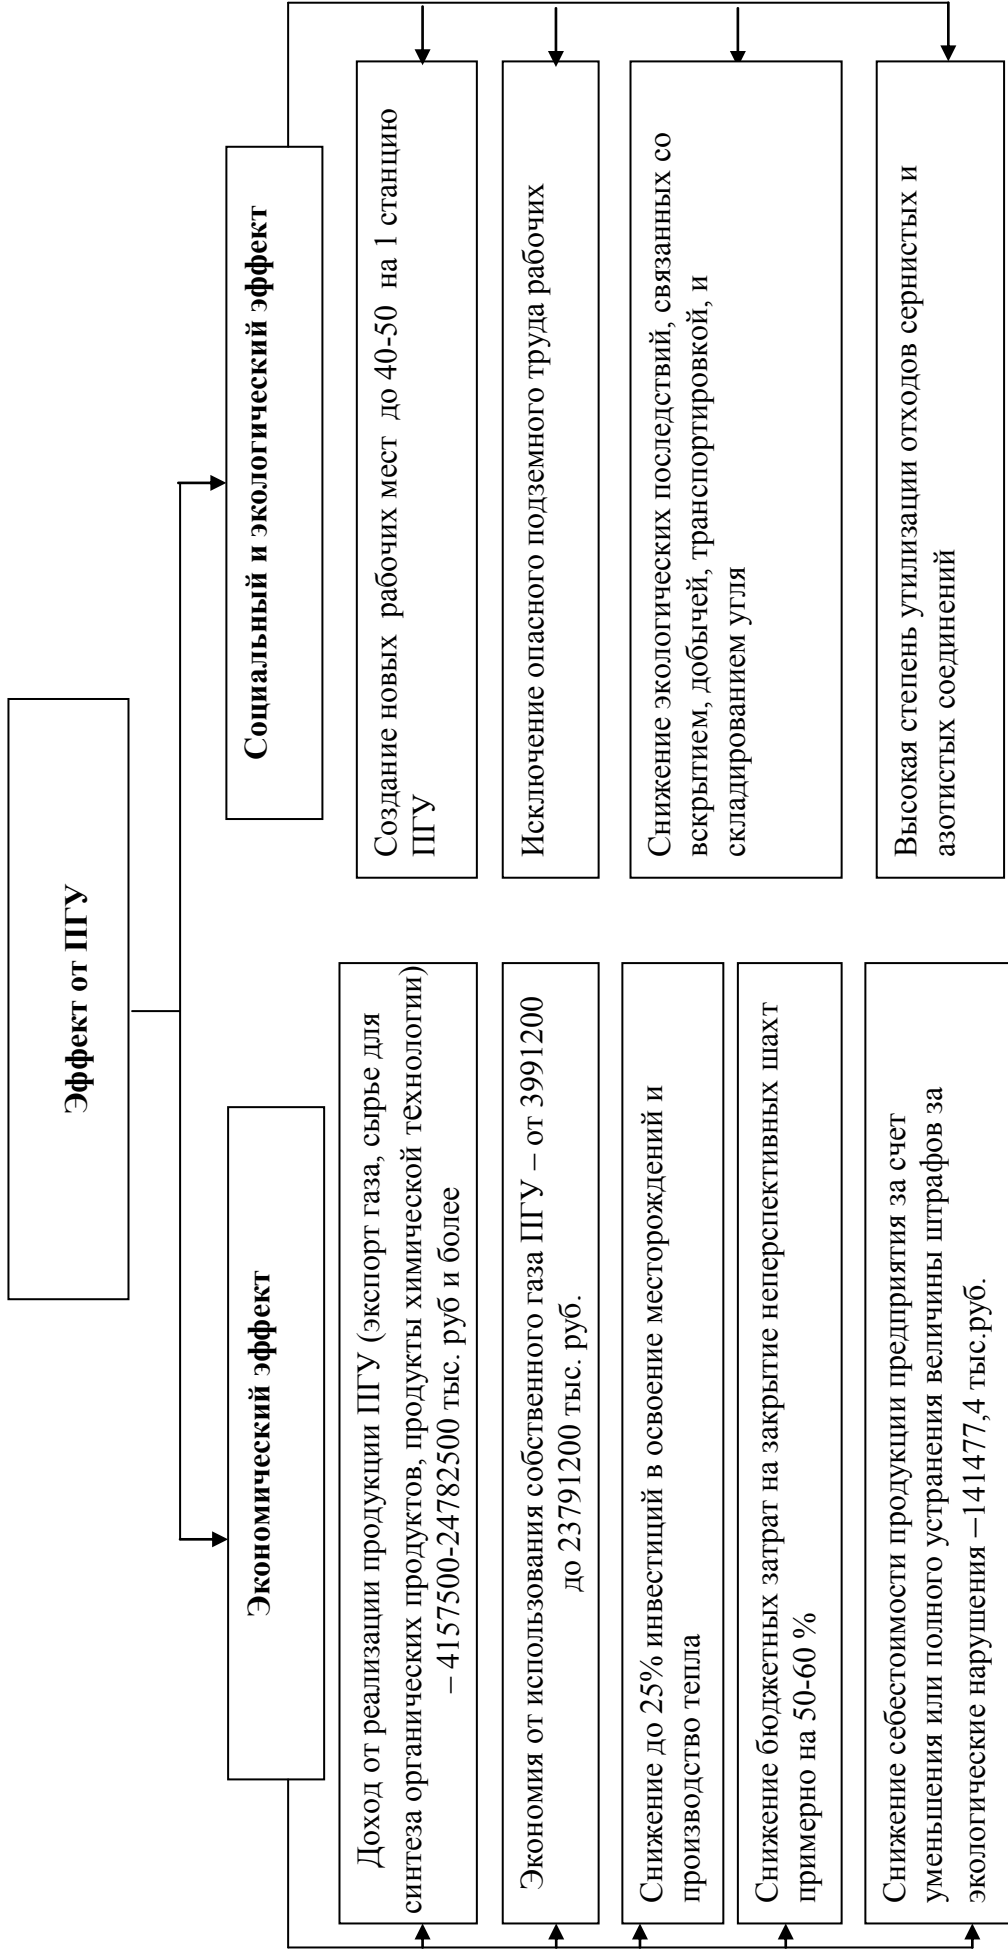 Эффект от ПГУ
Экономический эффект
Доход от реализации продукции ПГУ (экспорт газа, сырье для
синтеза органических продуктов, продукты химической технологии)
– 4157500-24782500 тыс. руб и более
Экономия от использования собственного газа ПГУ – от 3991200
до 23791200 тыс. руб.
Снижение до 25% инвестиций в освоение месторождений и
производство тепла
Снижение бюджетных затрат на закрытие неперспективных шахт
примерно на 50-60 %
Снижение себестоимости продукции предприятия за счет
уменьшения или полного устранения величины штрафов за
экологические нарушения –141477,4 тыс.руб.
Социальный и экологический эффект
Создание новых рабочих мест до 40-50 на 1 станцию
ПГУ
Исключение опасного подземного труда рабочих
Снижение экологических последствий, связанных со
вскрытием, добычей, транспортировкой, и
складированием угля
Высокая степень утилизации отходов сернистых и
азотистых соединений